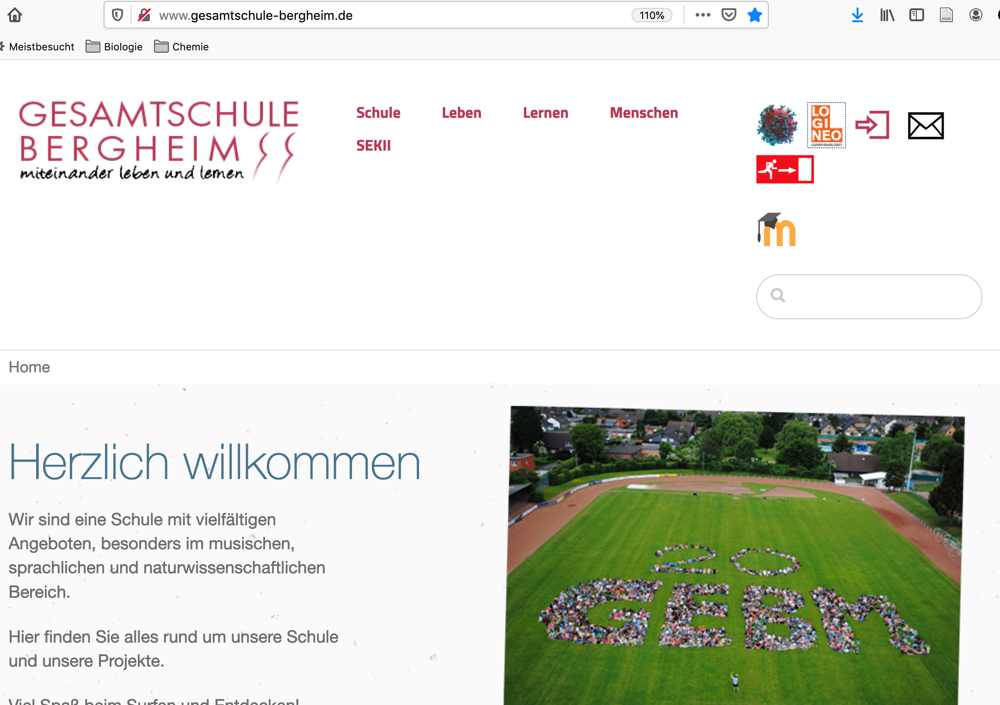 www.gesamtschule-bergheim.de
110%
Meistbesucht Biologie Chemie
GESAMTSCHULE
BERGHEIM
miteinander leben und lernen
Schule Leben Lernen Menschen
SEKII
LO
GI
NEO
m
Home
Herzlich willkommen
Wir sind eine Schule mit vielfältigen
Angeboten, besonders im musischen,
sprachlichen und naturwissenschaftlichen
Bereich.
Hier finden Sie alles rund um unsere Schule
und unsere Projekte.
Viel Spaß beim Surfen und Entdecken!
20
GEBM